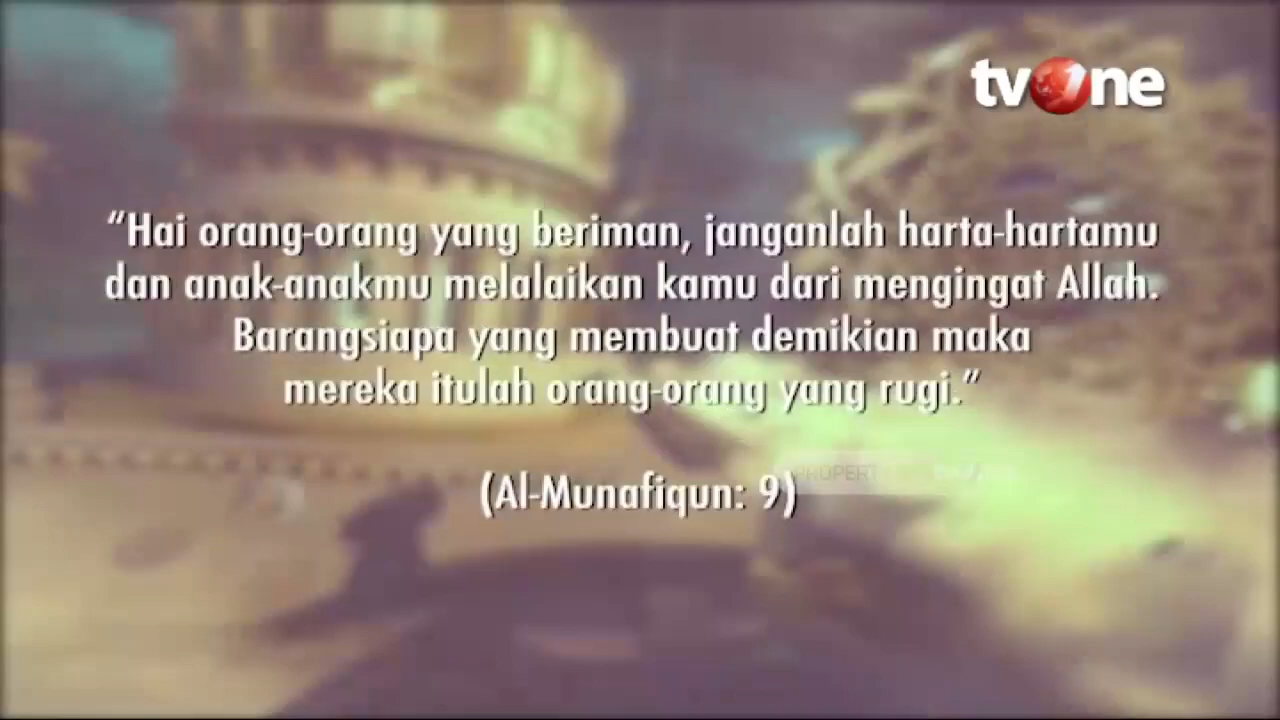 tvOne
“Hai orang-orang yang beriman, janganlah harta-hartamu
dan anak-anakmu melalaikan kamu dari mengingat Allah.
Barangsiapa yang membuat demikian maka
mereka itulah orang-orang yang rugi.”
(Al-Munafiqun: 9)